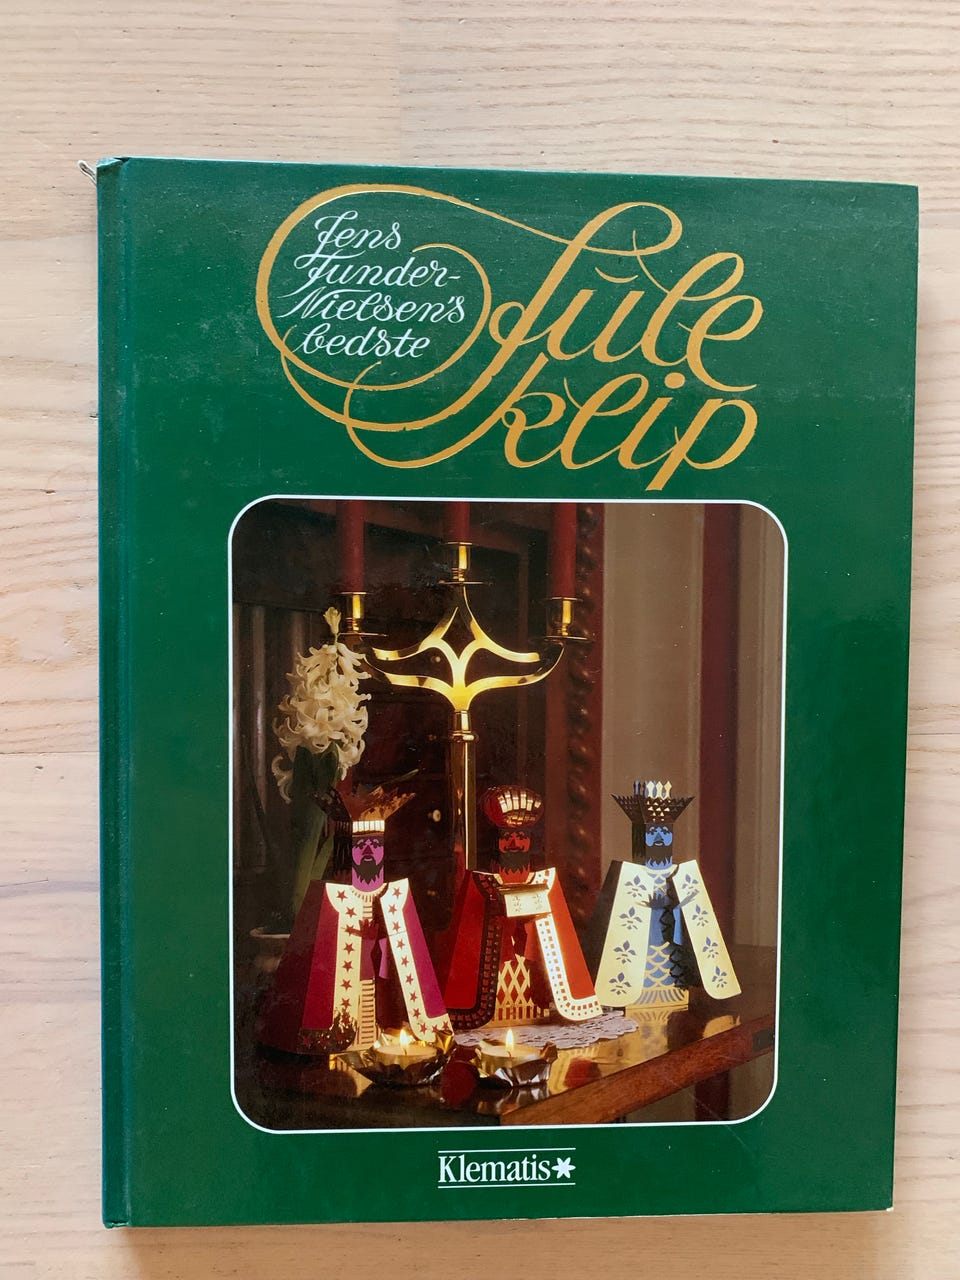 Jens
Funder-
Nielsen's
bedste
Jule
klip
Klematis